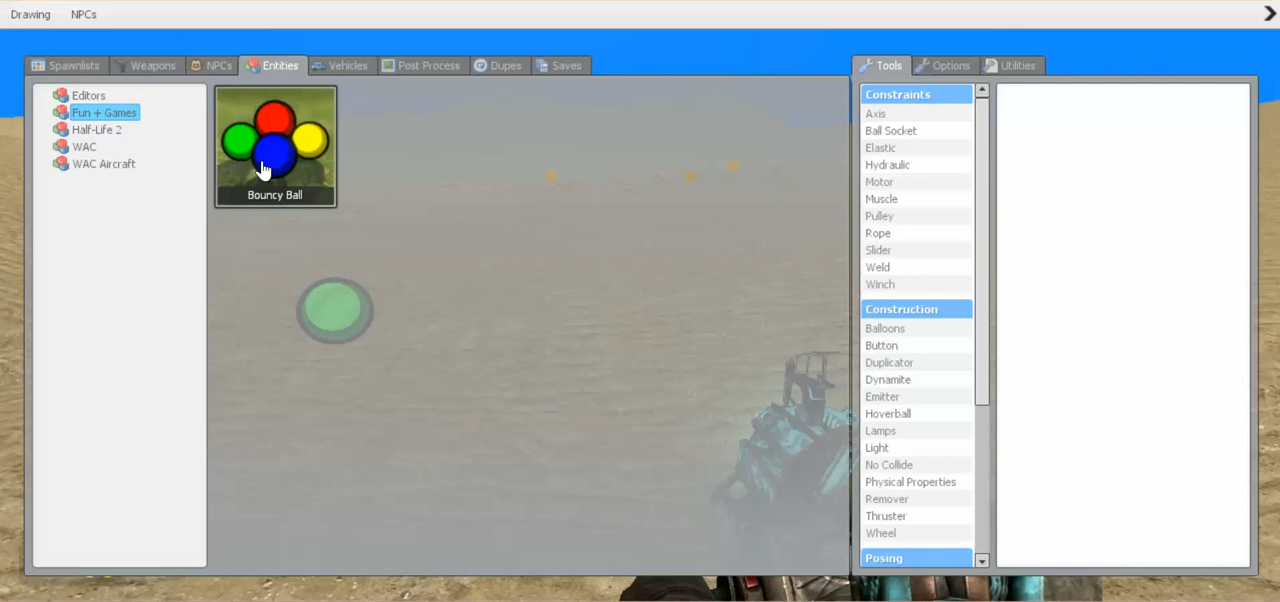 Drawing NPCs
Spawnlists Weapons NPCs Entities Vehicles Post Process Dupes Saves
Tools Options Utilities
Editors
Fun + Games
Half-Life 2
WAC
WAC Aircraft
Bouncy Ball
Constraints
Axis
Ball Socket
Elastic
Hydraulic
Motor
Muscle
Pulley
Rope
Slider
Weld
Winch
Construction
Balloons
Button
Duplicator
Dynamite
Emitter
Hoverball
Lamps
Light
No Collide
Physical Properties
Remover
Thruster
Wheel
Posing